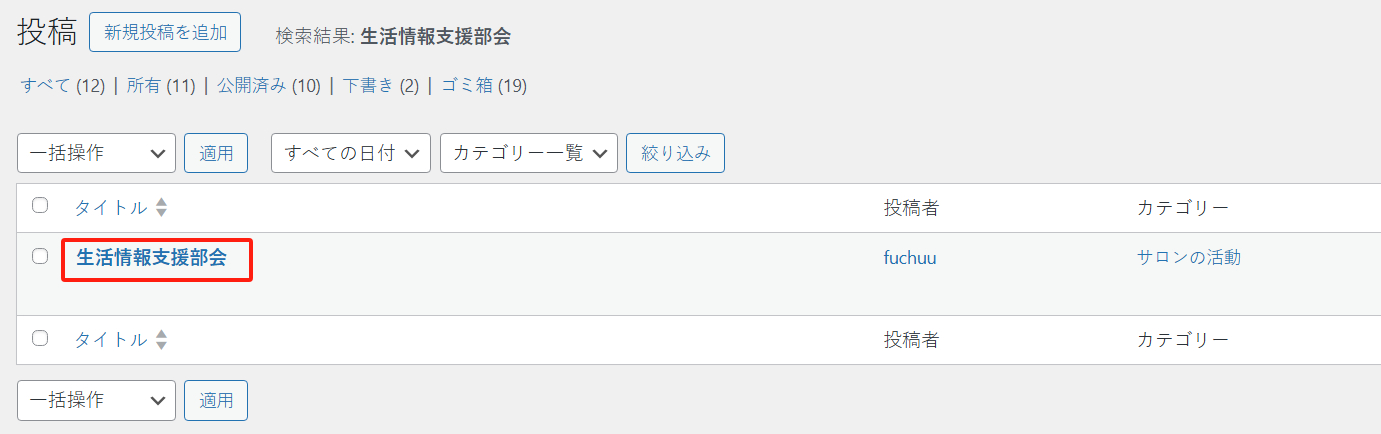 投稿 新規投稿を追加 検索結果: 生活情報支援部会
すべて (12) | 所有 (11) | 公開済み (10) | 下書き (2) | ゴミ箱 (19)
一括操作 適用 すべての日付 カテゴリー一覧 絞り込み
タイトル 投稿者 カテゴリー
生活情報支援部会 fuchuu サロンの活動
タイトル 投稿者 カテゴリー
一括操作 適用